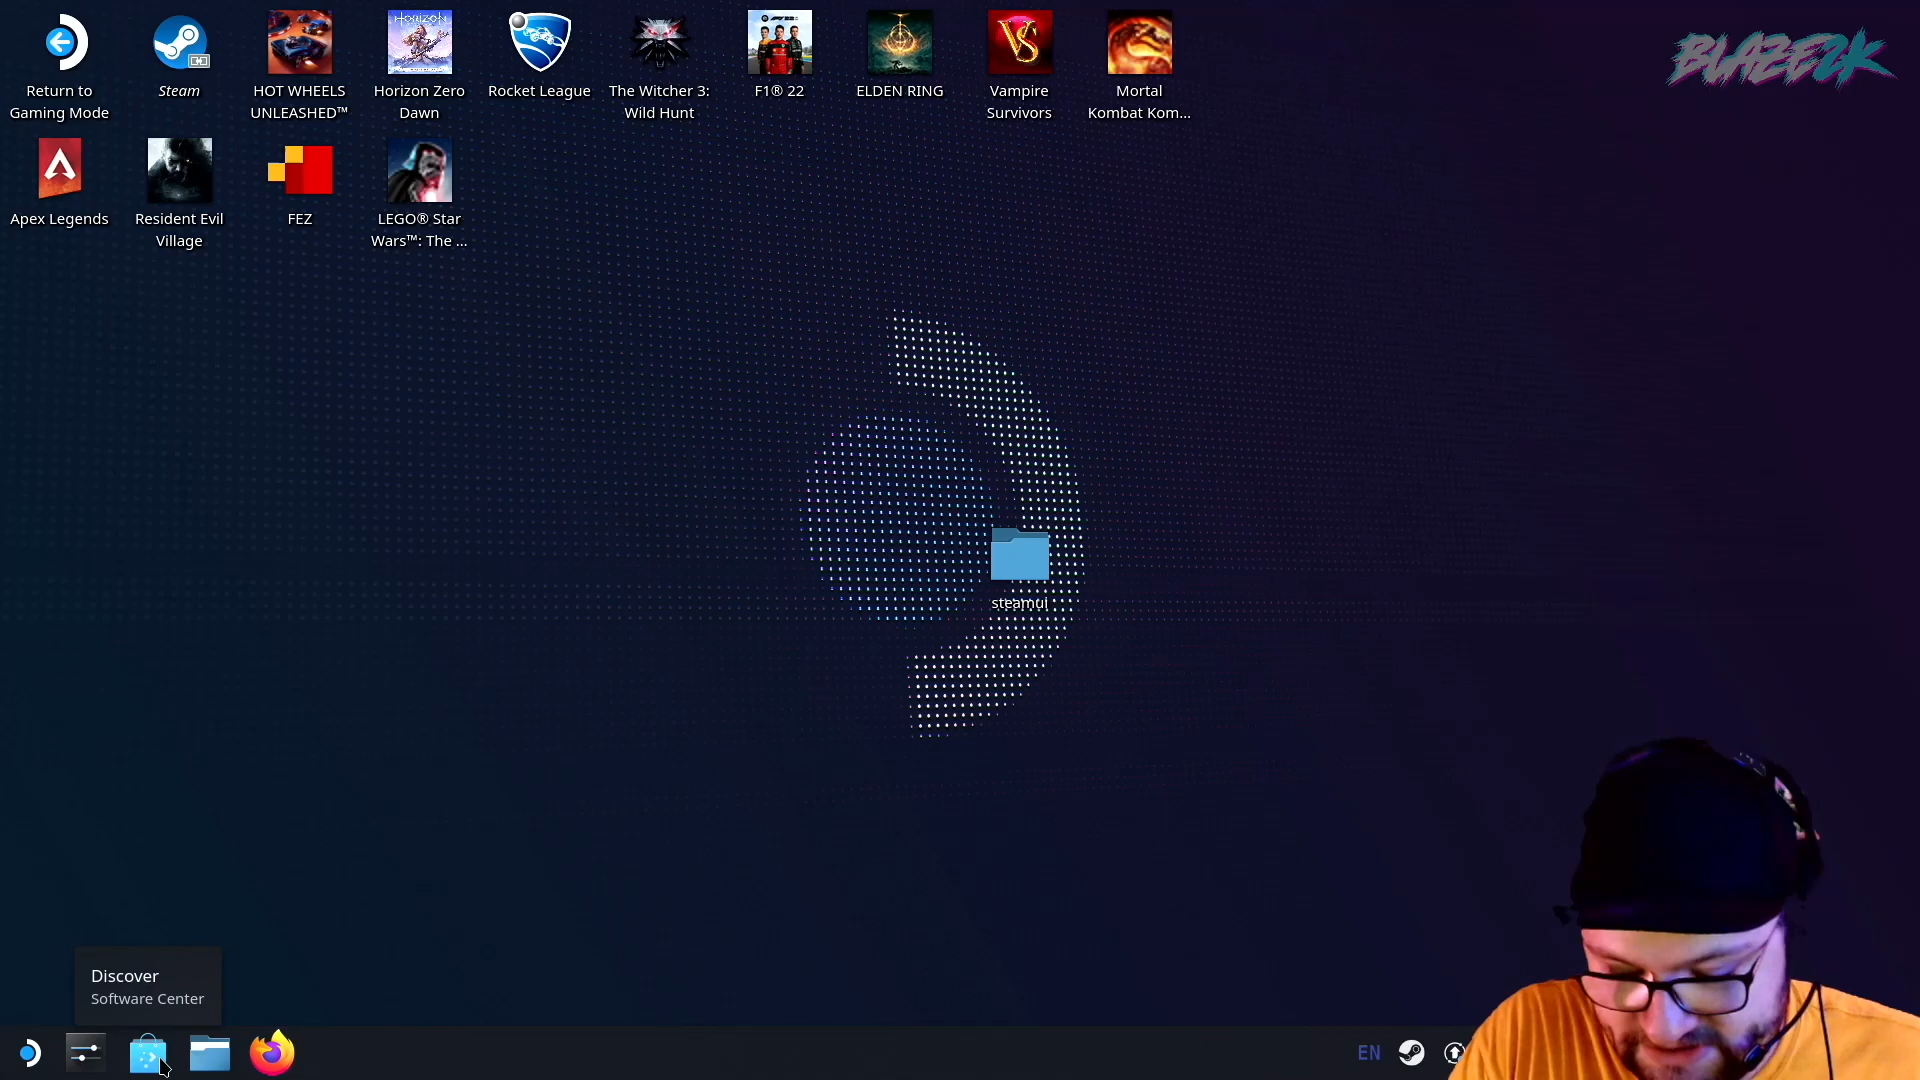 Return to
Gaming Mode
Steam
HOT WHEELS
UNLEASHED™
HORIZON
Horizon Zero
Dawn
Rocket League
The Witcher 3:
Wild Hunt
F1® 22
ELDEN RING
VS
Vampire
Survivors
Mortal
Kombat Kom...
BLAZE2K
Apex Legends
Resident Evil
Village
FEZ
LEGO® Star
Wars™: The ...
steamui
Discover
Software Center
EN